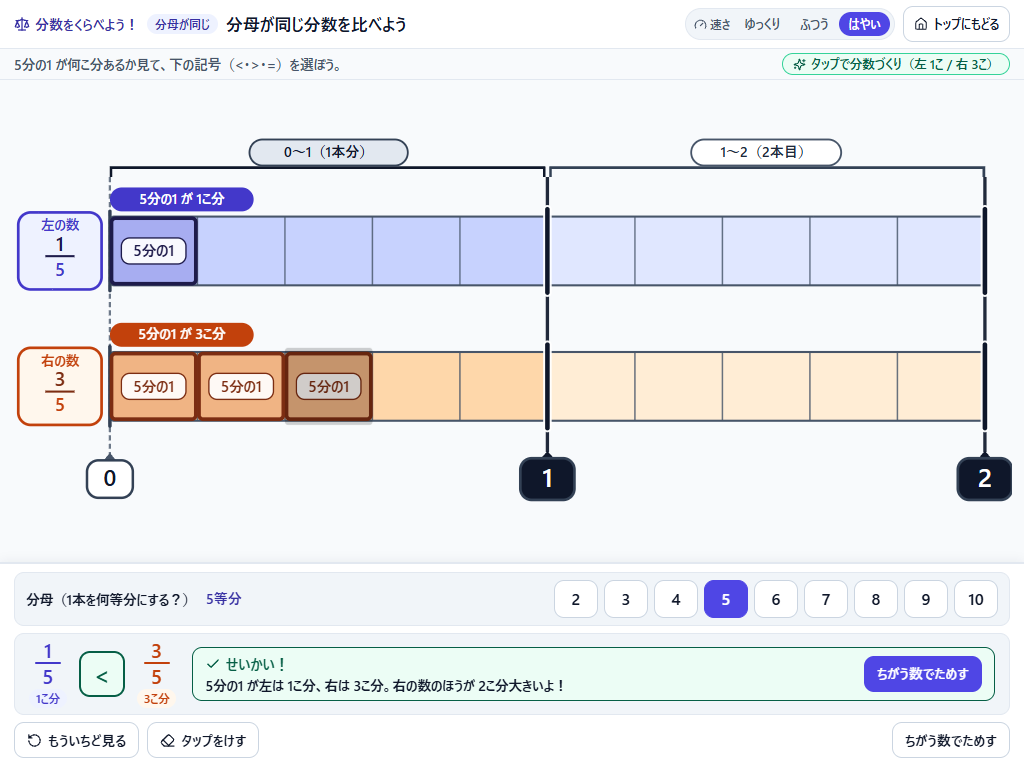 分数をくらべよう！ 分母が同じ 分母が同じ分数を比べよう 速さ ゆっくり ふつう はやい トップにもどる
5分の1 が何こ分あるか見て、下の記号（<・>・=）を選ぼう。 タップで分数づくり（左 1こ / 右 3こ）
0〜1（1本分） 1〜2（2本目）
5分の1 が 1こ分
左の数
1
5
5分の1
5分の1 が 3こ分
右の数
3
5
5分の1 5分の1 5分の1
0 1 2
分母（1本を何等分にする？） 5等分 2 3 4 5 6 7 8 9 10
1
5
1こ分
<
3
5
3こ分
せいかい！
5分の1 が左は 1こ分、右は 3こ分。右の数のほうが 2こ分大きいよ！
ちがう数でためす
もういちど見る タップをけす ちがう数でためす